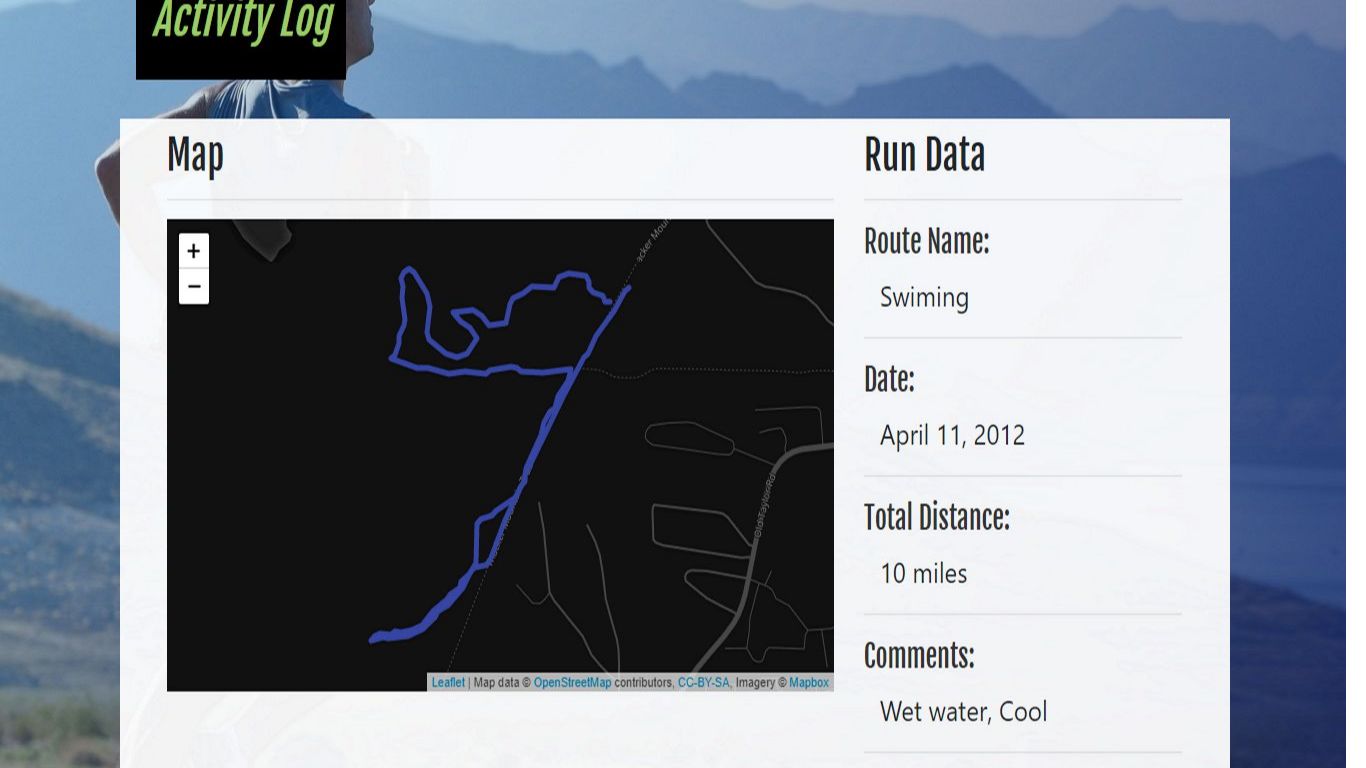 Activity Log
Map
Run Data
+
−
acker Mou
Route Name:
Swiming
Date:
April 11, 2012
Old Taylor Rd
Total Distance:
10 miles
Comments:
Wet water, Cool
Leaflet | Map data © OpenStreetMap contributors, CC-BY-SA, Imagery © Mapbox